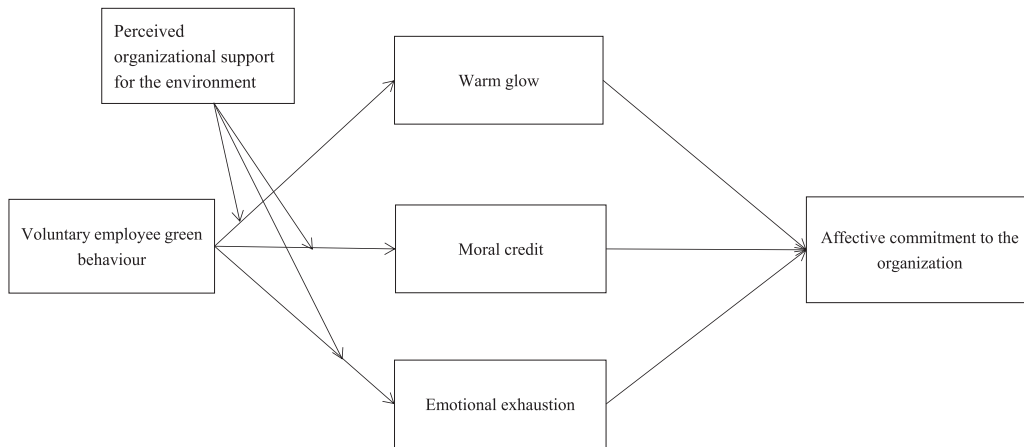 Perceived
organizational support
for the environment
Warm glow
Voluntary employee green
behaviour
Moral credit
Affective commitment to the
organization
Emotional exhaustion